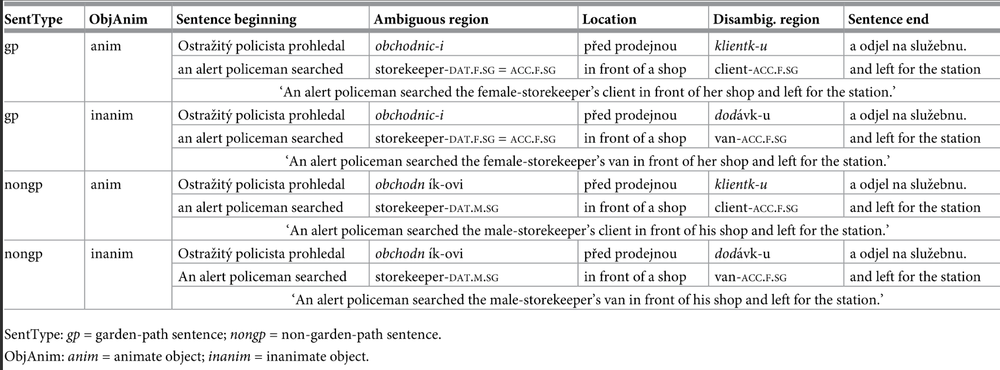 SentType ObjAnim Sentence beginning Ambiguous region Location Disambig. region Sentence end
gp anim Ostražitý policista prohledal obchodnic-i před prodejnou klientk-u a odjel na služebnu.
an alert policeman searched storekeeper-DAT.F.SG = ACC.F.SG in front of a shop client-ACC.F.SG and left for the station
‘An alert policeman searched the female-storekeeper’s client in front of her shop and left for the station.’
gp inanim Ostražitý policista prohledal obchodnic-i před prodejnou dodávk-u a odjel na služebnu.
an alert policeman searched storekeeper-DAT.F.SG = ACC.F.SG in front of a shop van-ACC.F.SG and left for the station
‘An alert policeman searched the female-storekeeper’s van in front of her shop and left for the station.’
nongp anim Ostražitý policista prohledal obchodn ík-ovi před prodejnou klientk-u a odjel na služebnu.
an alert policeman searched storekeeper-DAT.M.SG in front of a shop client-ACC.F.SG and left for the station
‘An alert policeman searched the male-storekeeper’s client in front of his shop and left for the station.’
nongp inanim Ostražitý policista prohledal obchodn ík-ovi před prodejnou dodávk-u a odjel na služebnu.
An alert policeman searched storekeeper-DAT.M.SG in front of a shop van-ACC.F.SG and left for the station
‘An alert policeman searched the male-storekeeper’s van in front of his shop and left for the station.’
SentType: gp = garden-path sentence; nongp = non-garden-path sentence.
ObjAnim: anim = animate object; inanim = inanimate object.